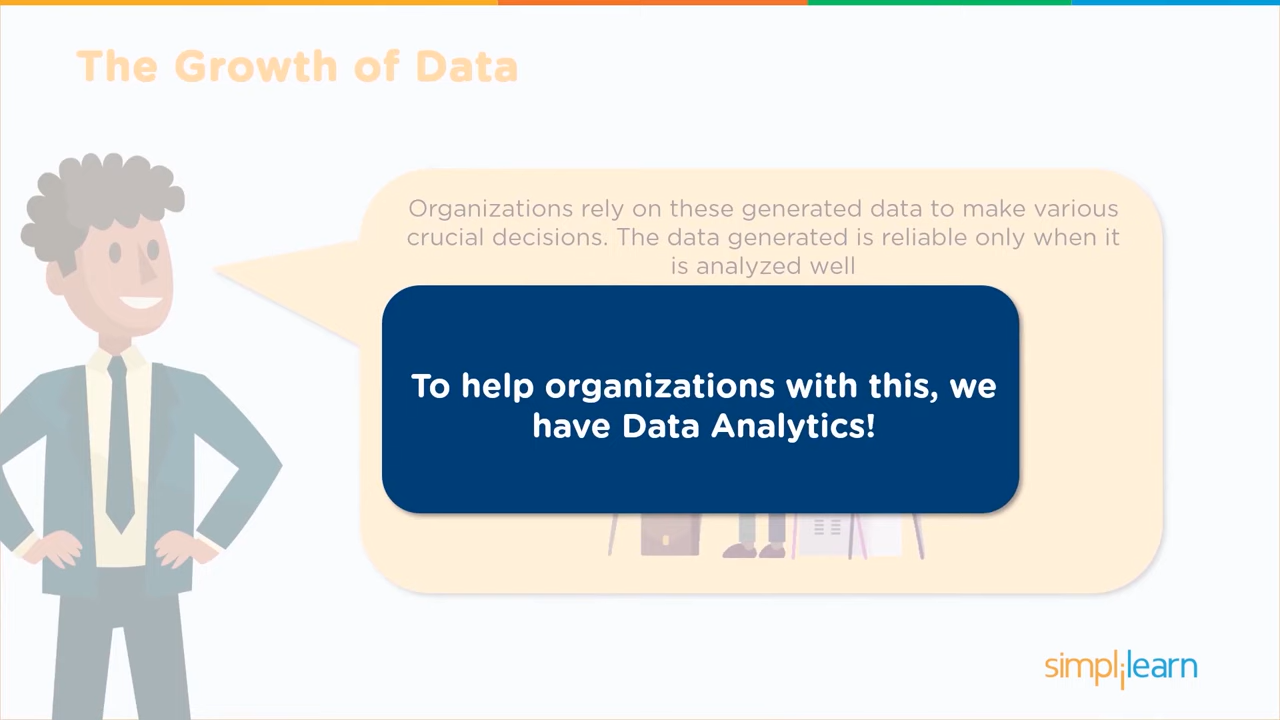 The Growth of Data
Organizations rely on these generated data to make various
crucial decisions. The data generated is reliable only when it
is analyzed well
To help organizations with this, we
have Data Analytics!
simplilearn